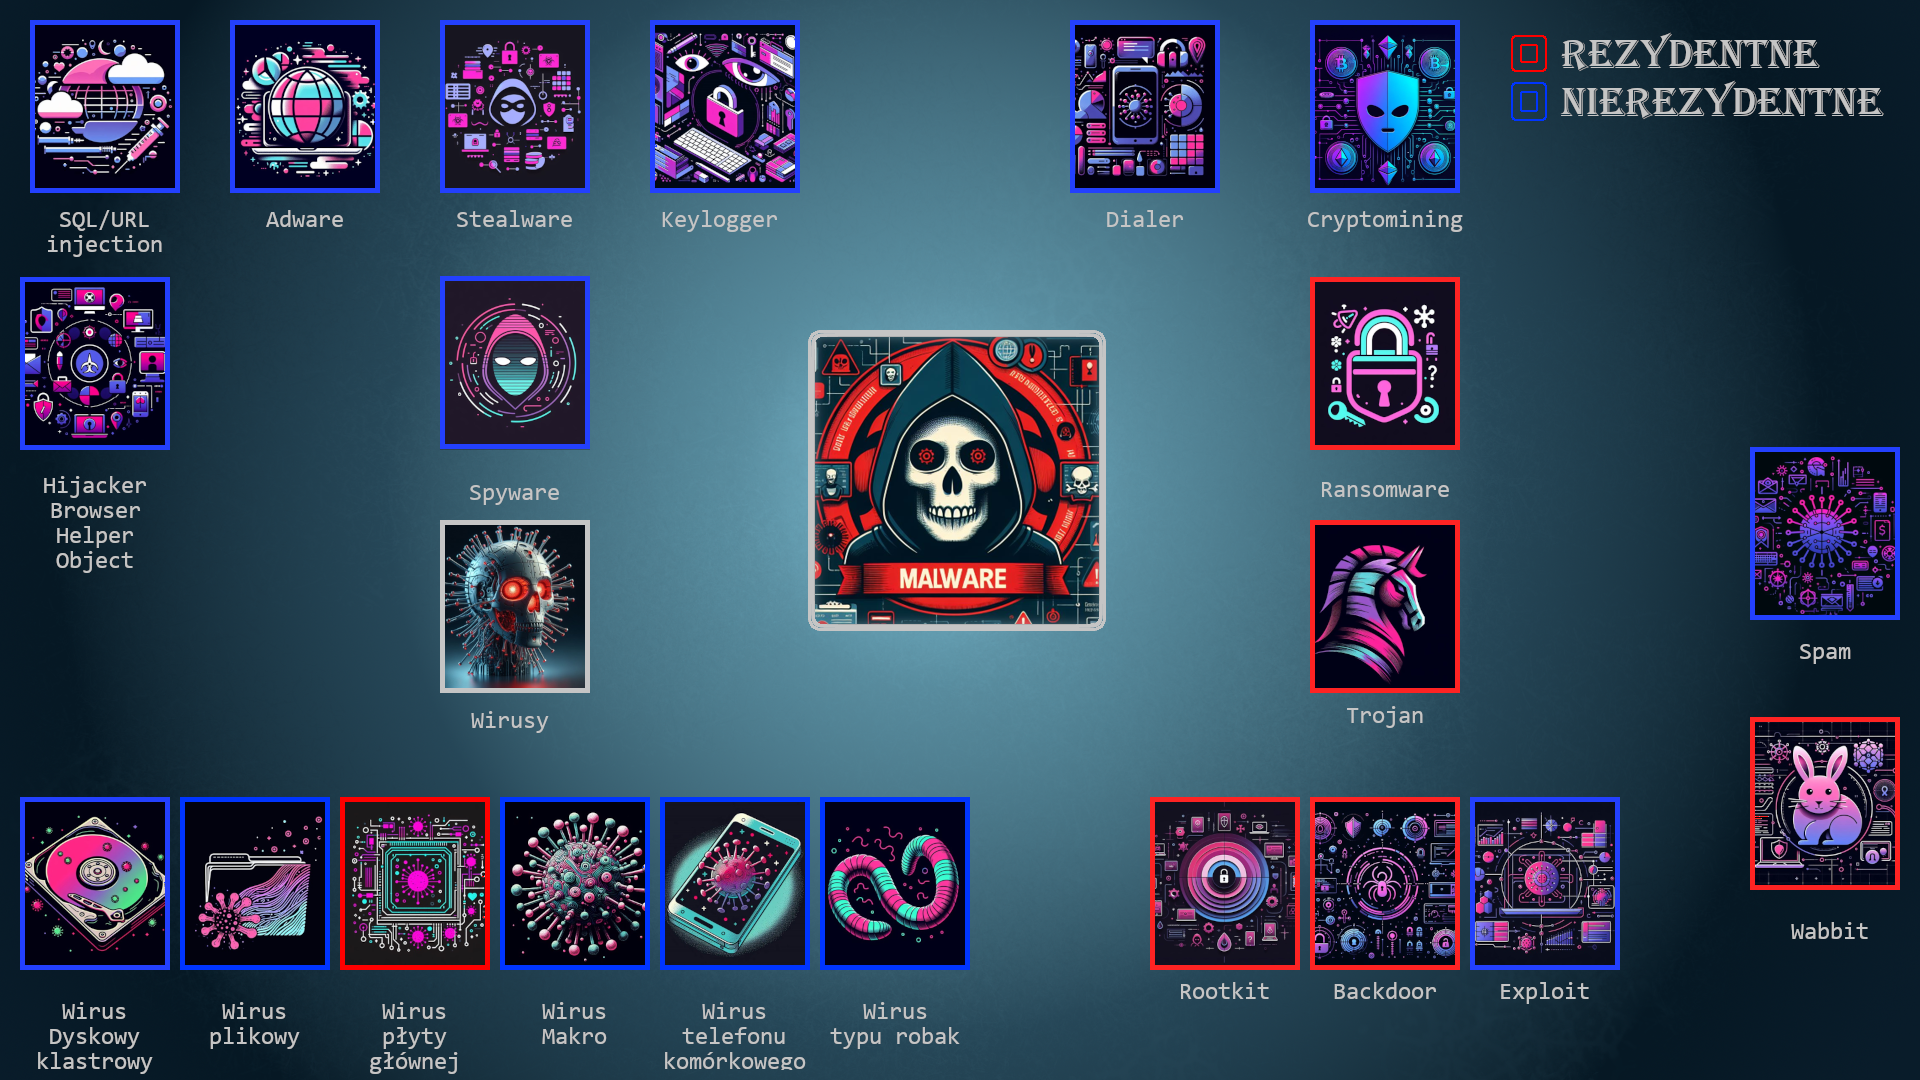 REZYDENTNE
NIEREZYDENTNE
SQL/URL
injection
Adware
Stealware
Keylogger
Dialer
Cryptomining
Hijacker
Browser
Helper
Object
Spyware
MALWARE
Ransomware
Wirusy
Trojan
Spam
Wabbit
Wirus
Dyskowy
klastrowy
Wirus
plikowy
Wirus
płyty
głównej
Wirus
Makro
Wirus
telefonu
komórkowego
Wirus
typu robak
Rootkit
Backdoor
Exploit